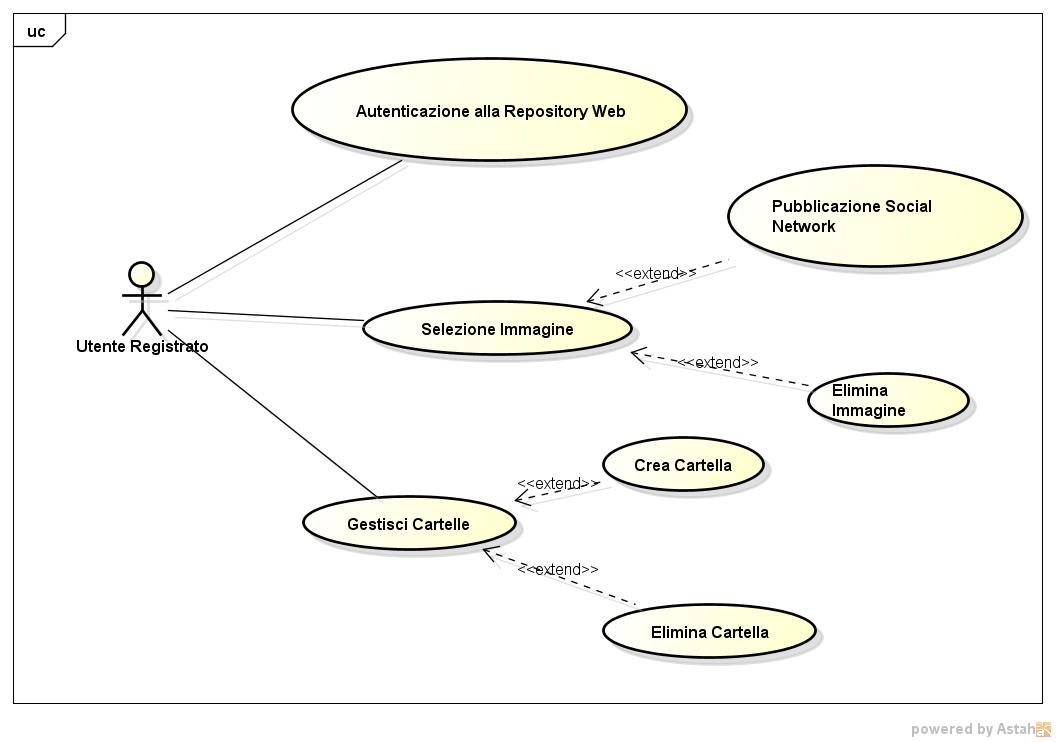 uc
Autenticazione alla Repository Web
Pubblicazione Social
Network
<<extend>>
Utente Registrato
Selezione Immagine
<<extend>>
Elimina
Immagine
Crea Cartella
<<extend>>
Gestisci Cartelle
<<extend>>
Elimina Cartella
powered by Astah